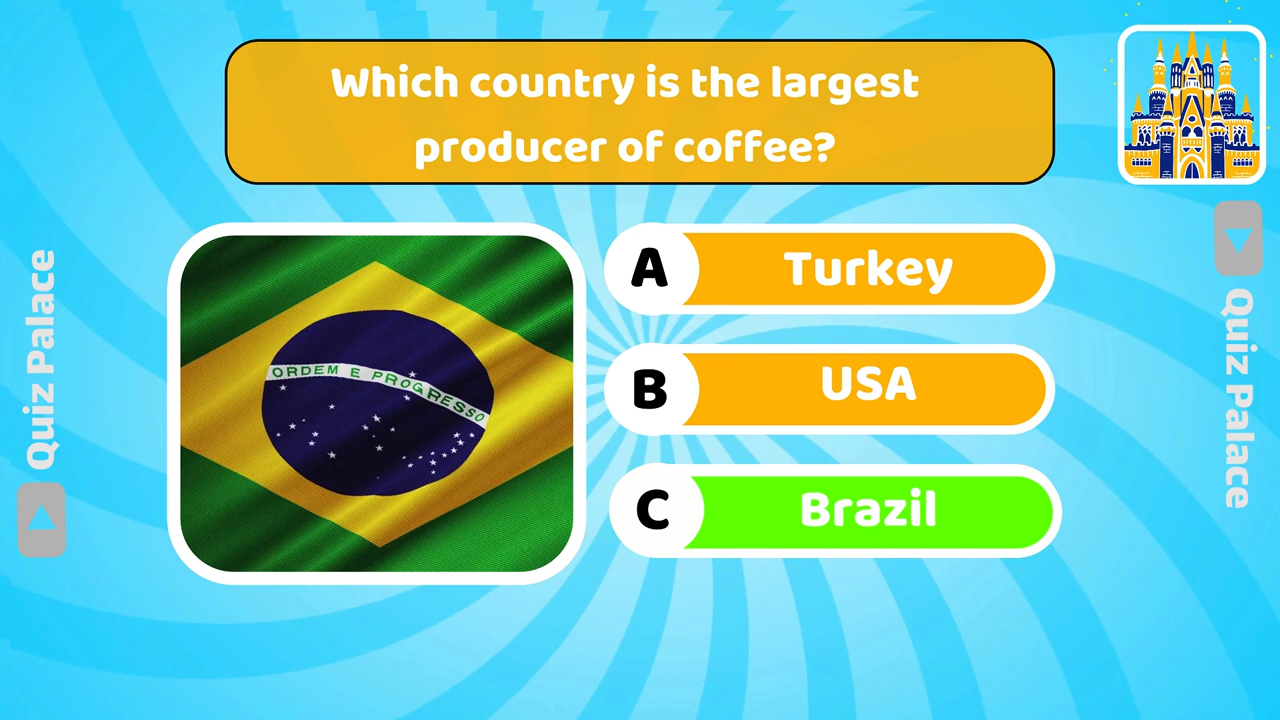 Which country is the largest
producer of coffee?
ORDEM E PROGRESSO
A Turkey
B USA
C Brazil
Quiz Palace
Quiz Palace